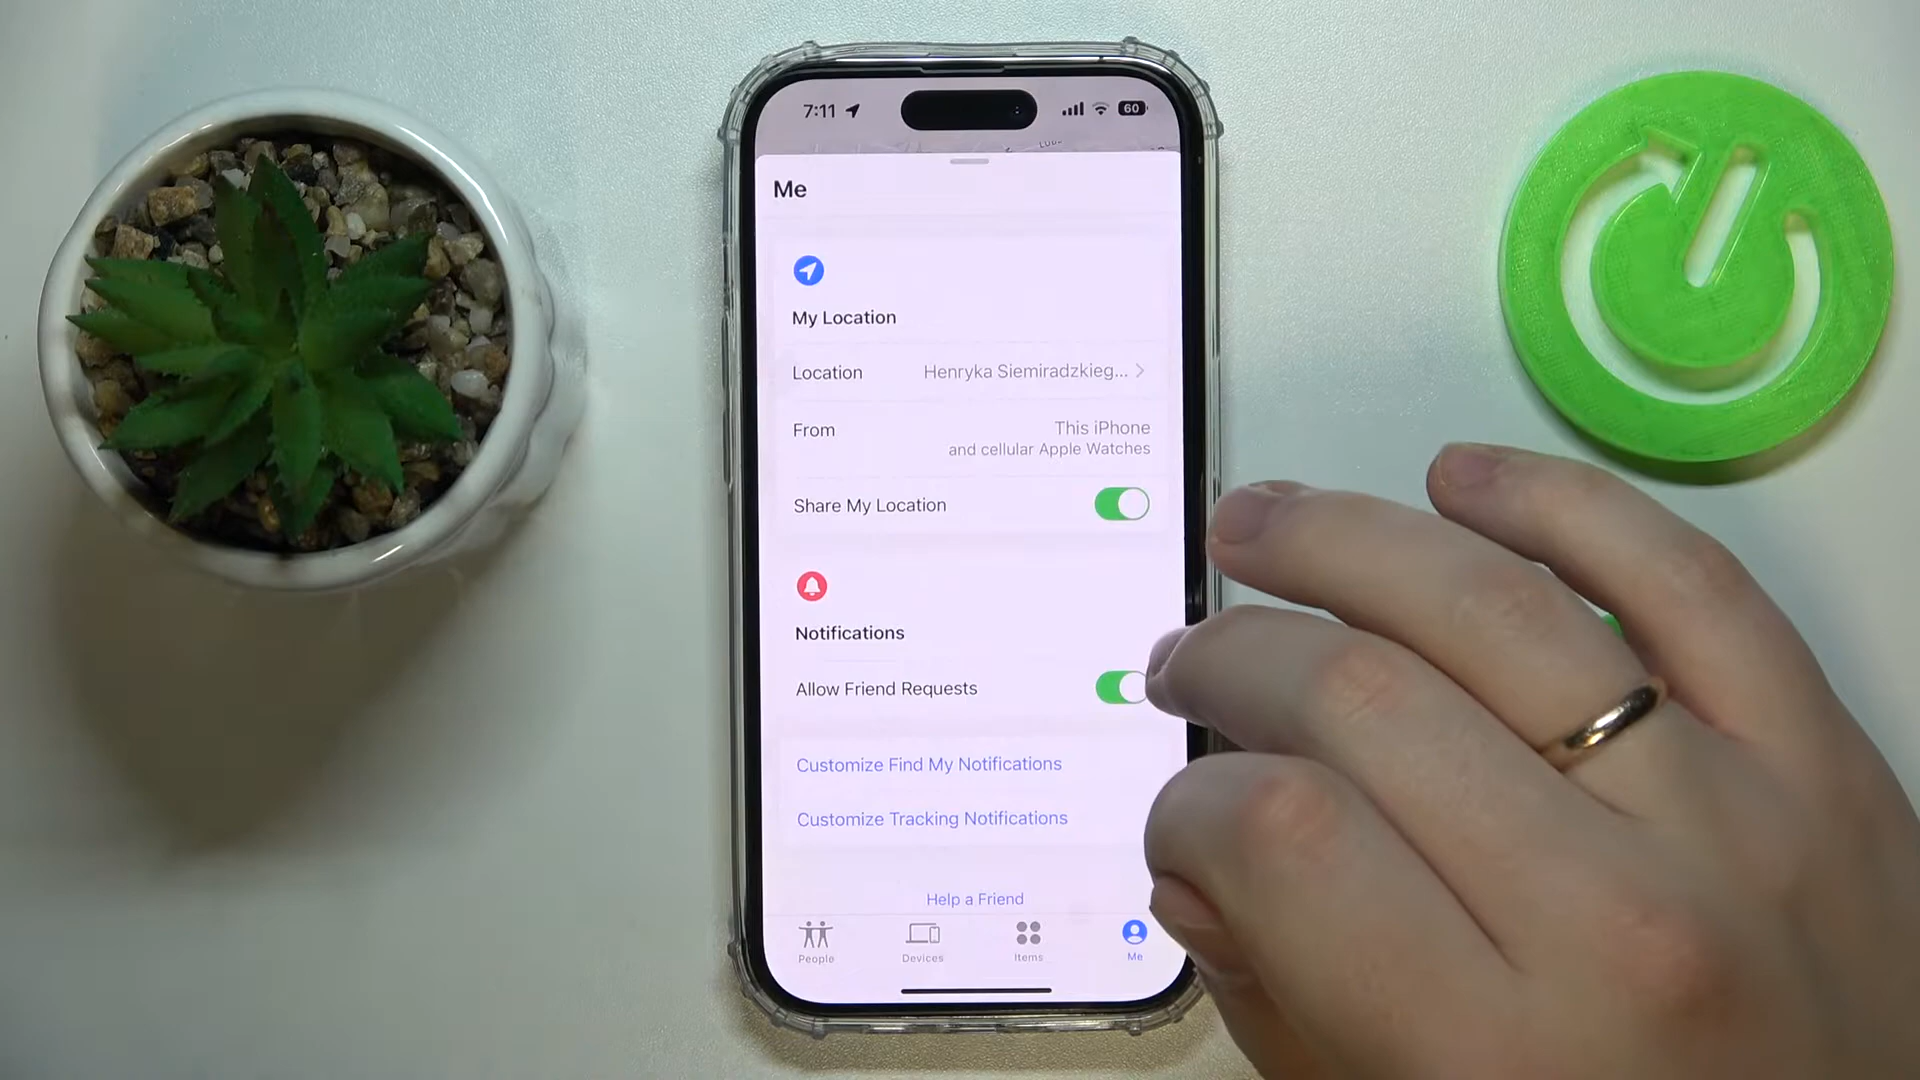 7:11
60
Me
My Location
Location Henryka Siemiradzkieg...
From This iPhone
and cellular Apple Watches
Share My Location
Notifications
Allow Friend Requests
Customize Find My Notifications
Customize Tracking Notifications
Help a Friend
People Devices Items Me